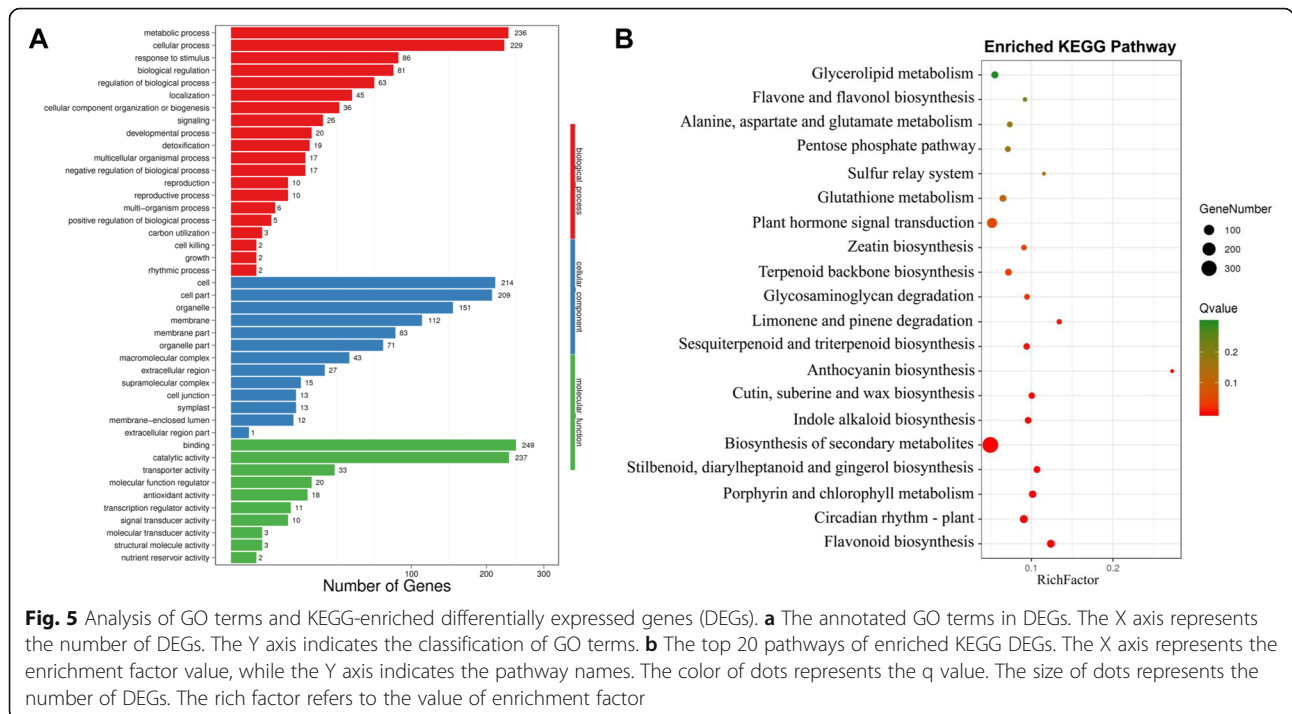 A
metabolic process 236
cellular process 229
response to stimulus 86
biological regulation 81
regulation of biological process 63
localization 45
cellular component organization or biogenesis 36
signaling 26
developmental process 20
detoxification 19
multicellular organismal process 17
negative regulation of biological process 17
reproduction 10
reproductive process 10
multi-organism process 6
positive regulation of biological process 5
carbon utilization 3
cell killing 2
growth 2
rhythmic process 2
cell 214
cell part 209
organelle 151
membrane 112
membrane part 83
organelle part 71
macromolecular complex 43
extracellular region 27
supramolecular complex 15
cell junction 13
symplast 13
membrane-enclosed lumen 12
extracellular region part 1
binding 249
catalytic activity 237
transporter activity 33
molecular function regulator 20
antioxidant activity 18
transcription regulator activity 11
signal transducer activity 10
molecular transducer activity 3
structural molecule activity 3
nutrient reservoir activity 2
100 200 300
Number of Genes
biological_process
cellular_component
molecular_function
B
Enriched KEGG Pathway
Glycerolipid metabolism
Flavone and flavonol biosynthesis
Alanine, aspartate and glutamate metabolism
Pentose phosphate pathway
Sulfur relay system
Glutathione metabolism
Plant hormone signal transduction
Zeatin biosynthesis
Terpenoid backbone biosynthesis
Glycosaminoglycan degradation
Limonene and pinene degradation
Sesquiterpenoid and triterpenoid biosynthesis
Anthocyanin biosynthesis
Cutin, suberine and wax biosynthesis
Indole alkaloid biosynthesis
Biosynthesis of secondary metabolites
Stilbenoid, diarylheptanoid and gingerol biosynthesis
Porphyrin and chlorophyll metabolism
Circadian rhythm - plant
Flavonoid biosynthesis
0.1 0.2
RichFactor
GeneNumber
100
200
300
Qvalue
0.2
0.1
Fig. 5 Analysis of GO terms and KEGG-enriched differentially expressed genes (DEGs). a The annotated GO terms in DEGs. The X axis represents
the number of DEGs. The Y axis indicates the classification of GO terms. b The top 20 pathways of enriched KEGG DEGs. The X axis represents the
enrichment factor value, while the Y axis indicates the pathway names. The color of dots represents the q value. The size of dots represents the
number of DEGs. The rich factor refers to the value of enrichment factor